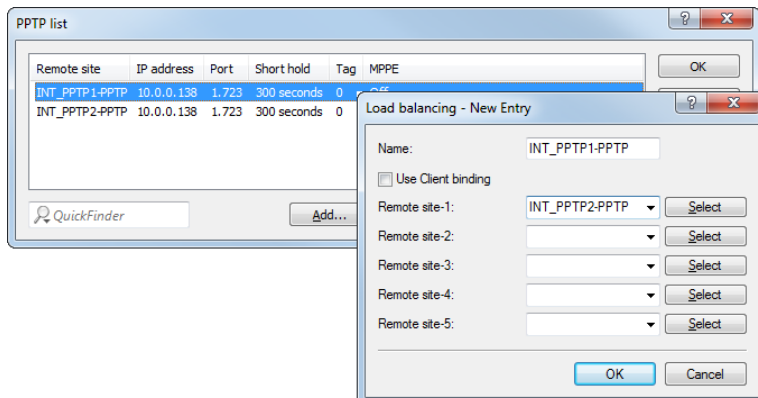 PPTP list
Remote site IP address Port Short hold Tag MPPE
INT_PPTP1-PPTP 10.0.0.138 1.723 300 seconds 0
INT_PPTP2-PPTP 10.0.0.138 1.723 300 seconds 0
QuickFinder
Add...
OK
Load balancing - New Entry
Name: INT_PPTP1-PPTP
Use Client binding
Remote site-1: INT_PPTP2-PPTP Select
Remote site-2: Select
Remote site-3: Select
Remote site-4: Select
Remote site-5: Select
OK Cancel